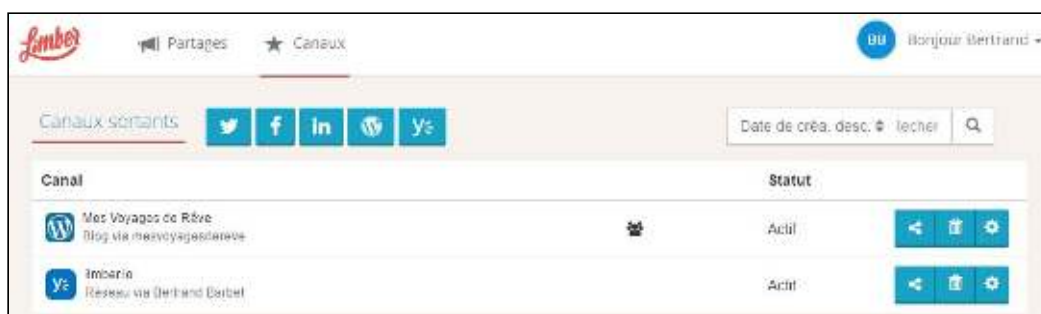 limber
Partages
Canaux
BB
Bonjour Bertrand
Canaux sortants
Date de créa. desc.
Canal
Statut
Mes Voyages de Rêve
Blog via mesvoyagesdereve
Actif
limberio
Réseau via Bertrand Barbet
Actif